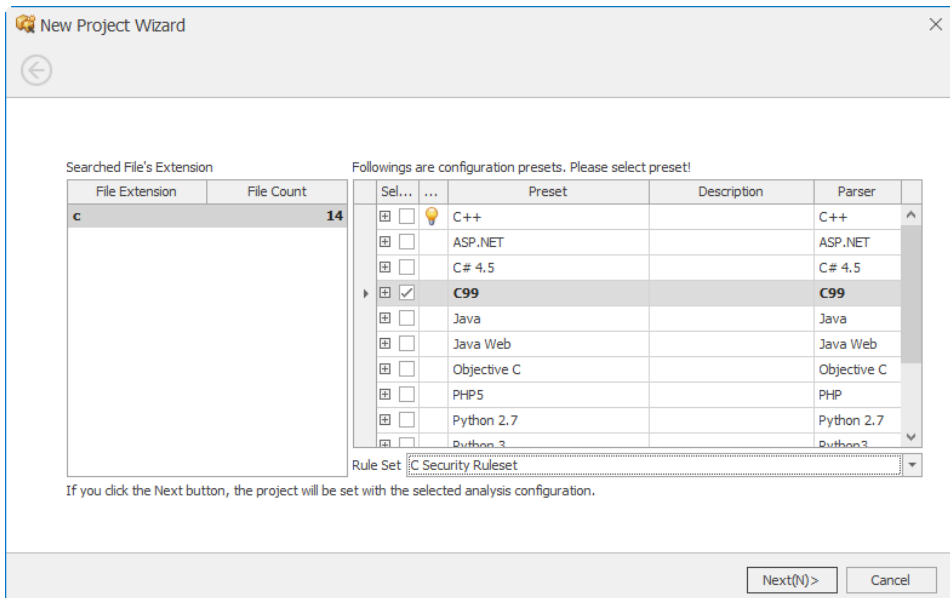 New Project Wizard
Searched File's Extension
Followings are configuration presets. Please select preset!
File Extension File Count
Sel... ... Preset Description Parser
c 14
C++ C++
ASP.NET ASP.NET
C# 4.5 C# 4.5
C99 C99
Java Java
Java Web Java Web
Objective C Objective C
PHP5 PHP
Python 2.7 Python 2.7
Python 3 Python3
Rule Set C Security Ruleset
If you click the Next button, the project will be set with the selected analysis configuration.
Next(N)> Cancel